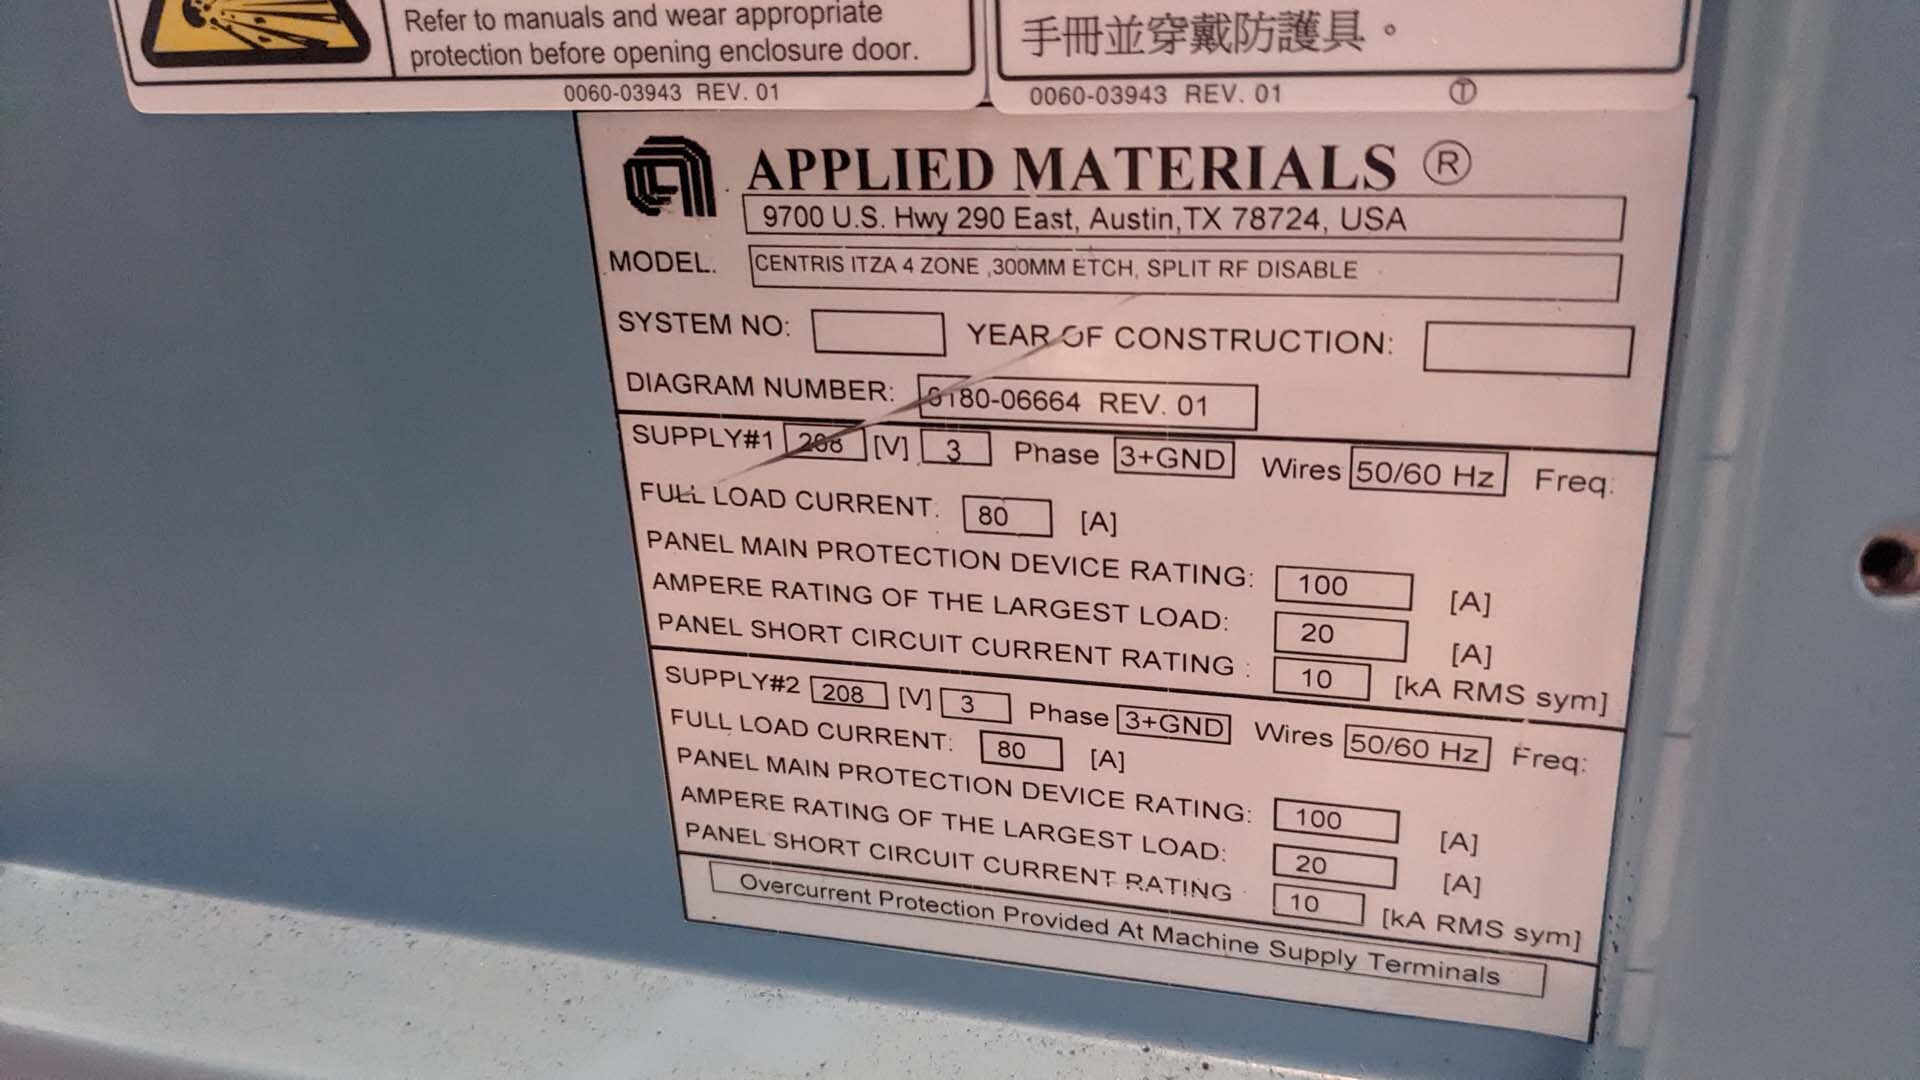 Refer to manuals and wear appropriate
protection before opening enclosure door.
0060-03943 REV. 01
手冊並穿戴防護具。
0060-03943 REV. 01 T
APPLIED MATERIALS ®
9700 U.S. Hwy 290 East, Austin,TX 78724, USA
MODEL. CENTRIS ITZA 4 ZONE ,300MM ETCH, SPLIT RF DISABLE
SYSTEM NO: YEAR OF CONSTRUCTION:
DIAGRAM NUMBER: 0180-06664 REV. 01
SUPPLY#1 208 [V] 3 Phase 3+GND Wires 50/60 Hz Freq:
FULL LOAD CURRENT: 80 [A]
PANEL MAIN PROTECTION DEVICE RATING: 100 [A]
AMPERE RATING OF THE LARGEST LOAD: 20 [A]
PANEL SHORT CIRCUIT CURRENT RATING : 10 [kA RMS sym]
SUPPLY#2 208 [V] 3 Phase 3+GND Wires 50/60 Hz Freq:
FULL LOAD CURRENT: 80 [A]
PANEL MAIN PROTECTION DEVICE RATING: 100 [A]
AMPERE RATING OF THE LARGEST LOAD: 20 [A]
PANEL SHORT CIRCUIT CURRENT RATING 10 [kA RMS sym]
Overcurrent Protection Provided At Machine Supply Terminals